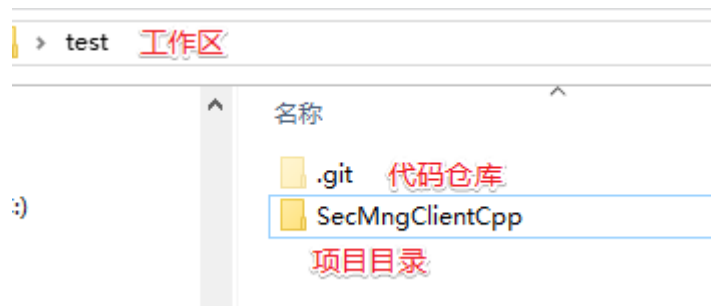 › test 工作区
名称
.git 代码仓库
:)
SecMngClientCpp
项目目录